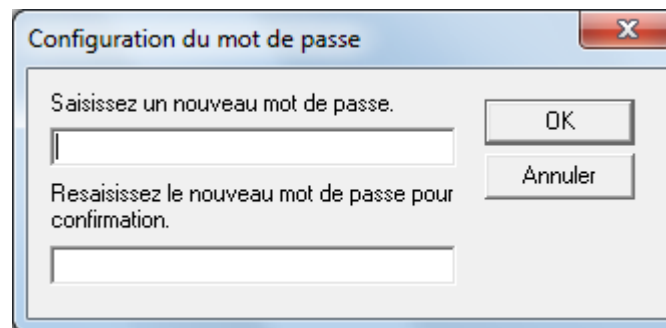 Configuration du mot de passe
Saisissez un nouveau mot de passe.
OK
Annuler
Resaisissez le nouveau mot de passe pour
confirmation.